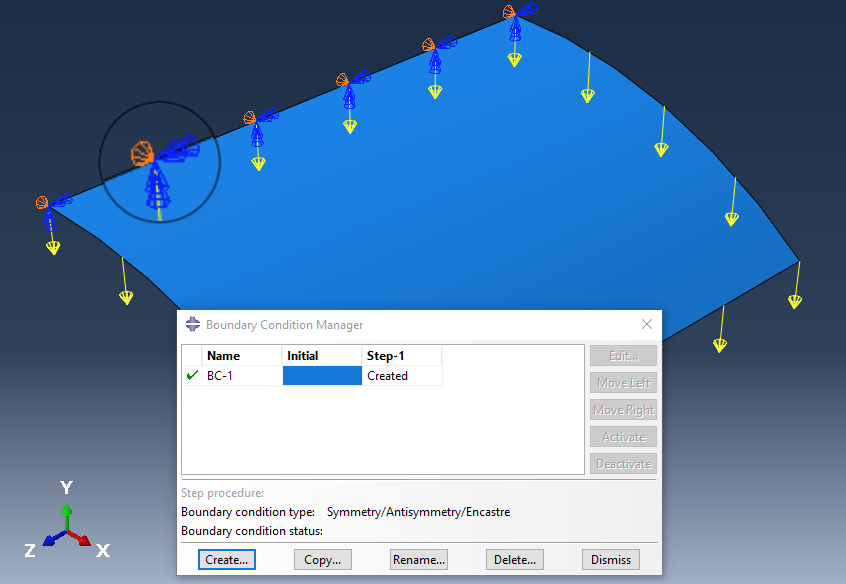 Boundary Condition Manager
Name Initial Step-1
BC-1 Created
Edit...
Move Left
Move Right
Activate
Deactivate
Step procedure:
Boundary condition type: Symmetry/Antisymmetry/Encastre
Boundary condition status:
Create... Copy... Rename... Delete... Dismiss
Y
Z X